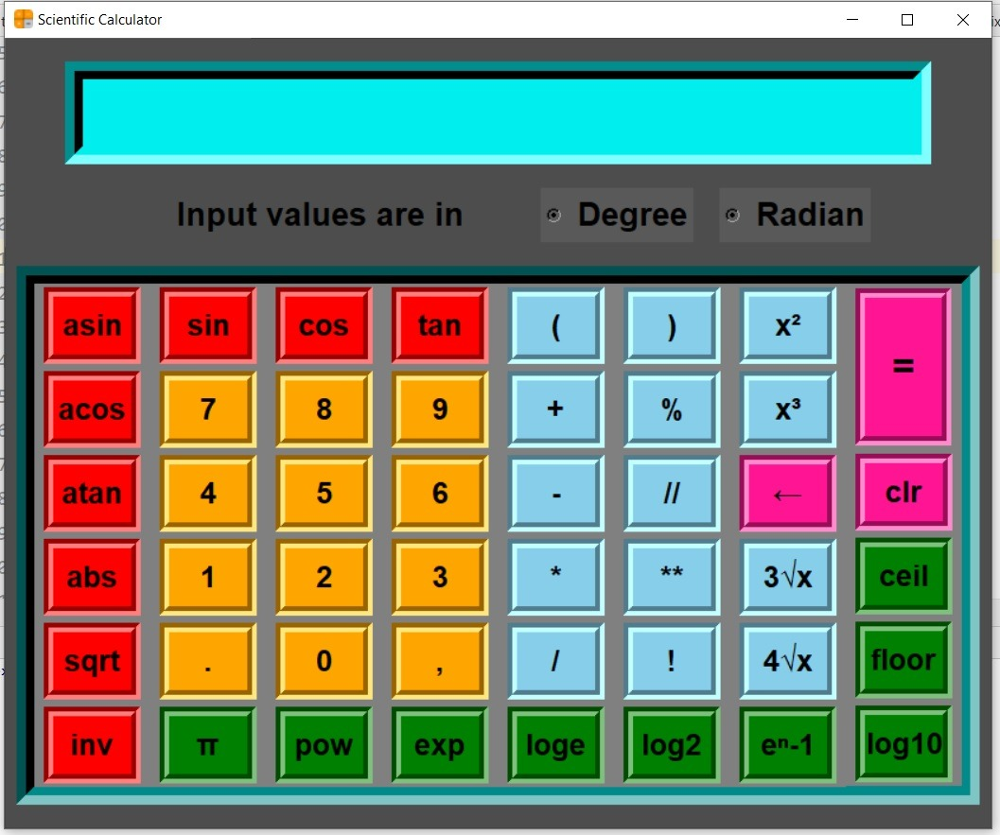 Scientific Calculator
Input values are in Degree Radian
asin sin cos tan ( ) x² =
acos 7 8 9 + % x³
atan 4 5 6 - // ← clr
abs 1 2 3 * ** 3√x ceil
sqrt . 0 , / ! 4√x floor
inv π pow exp loge log2 eⁿ-1 log10